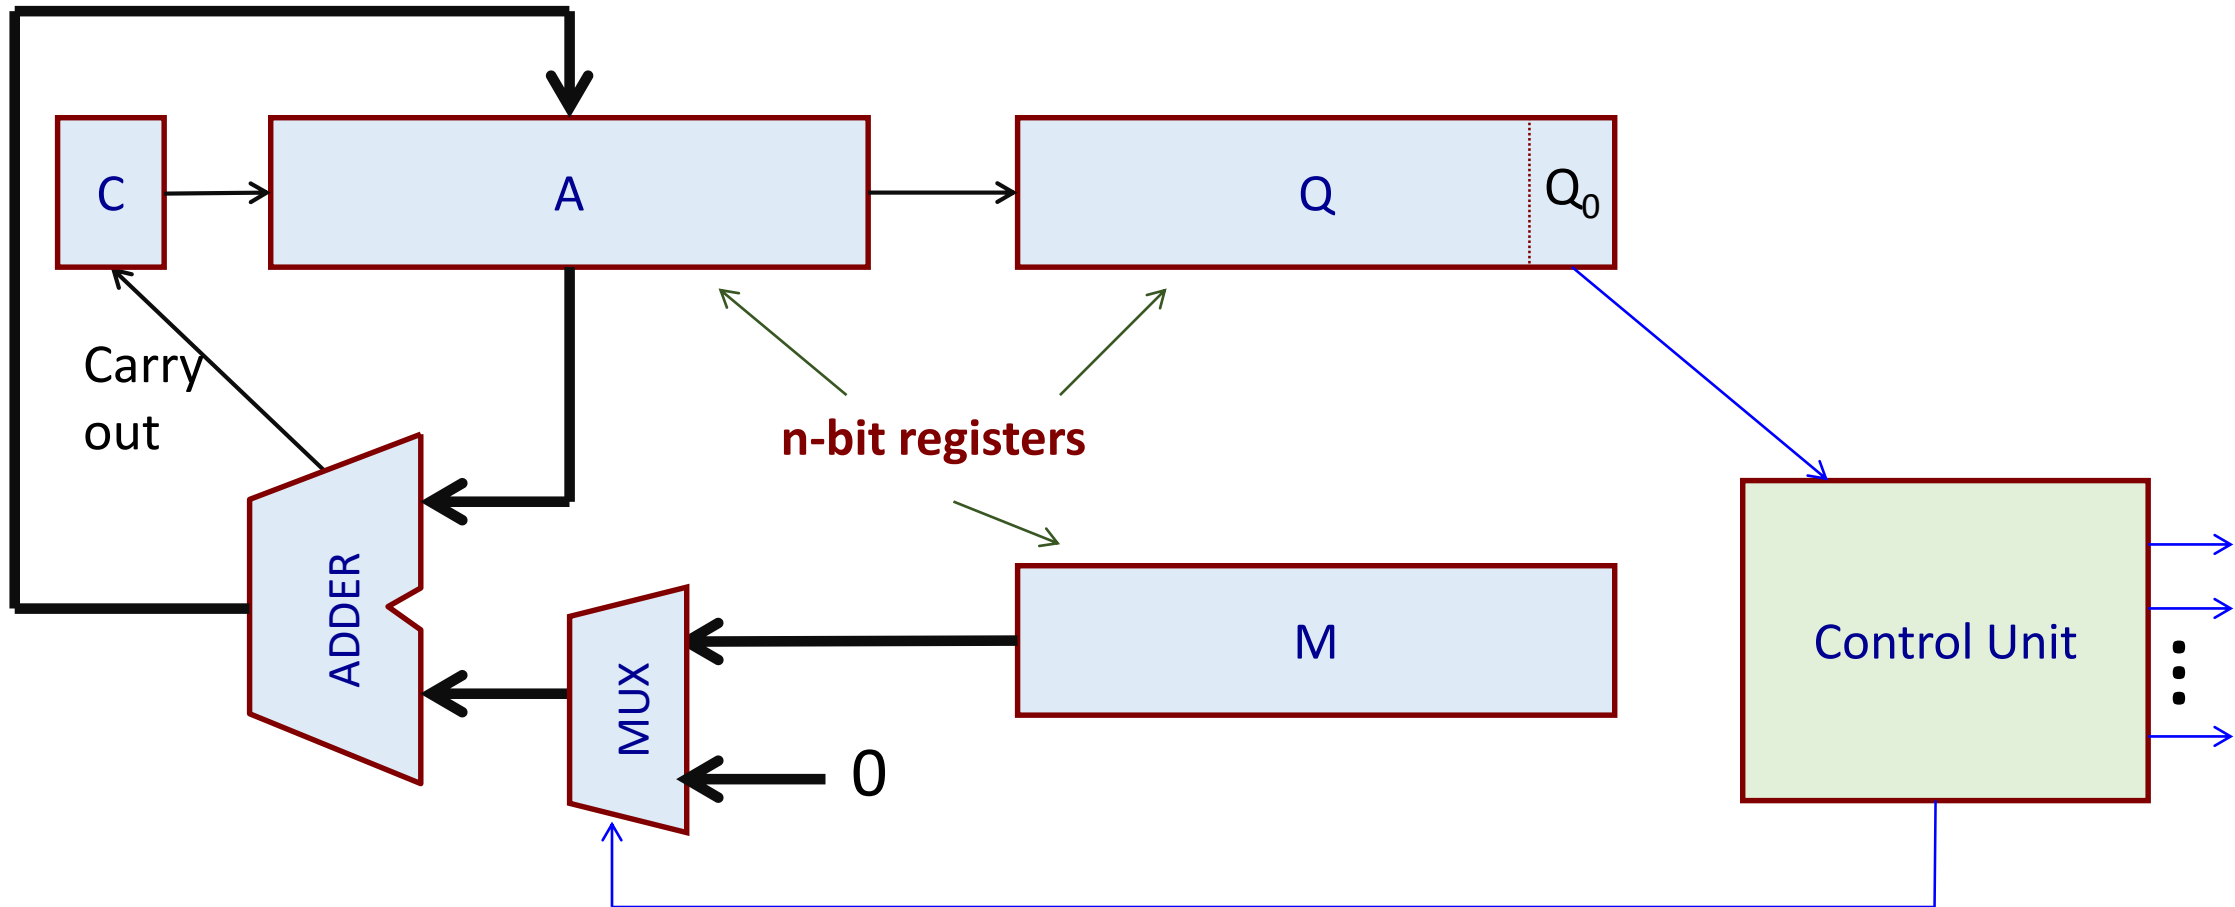 C
A
Q
Q₀
Carry
out
n-bit registers
ADDER
MUX
M
0
Control Unit